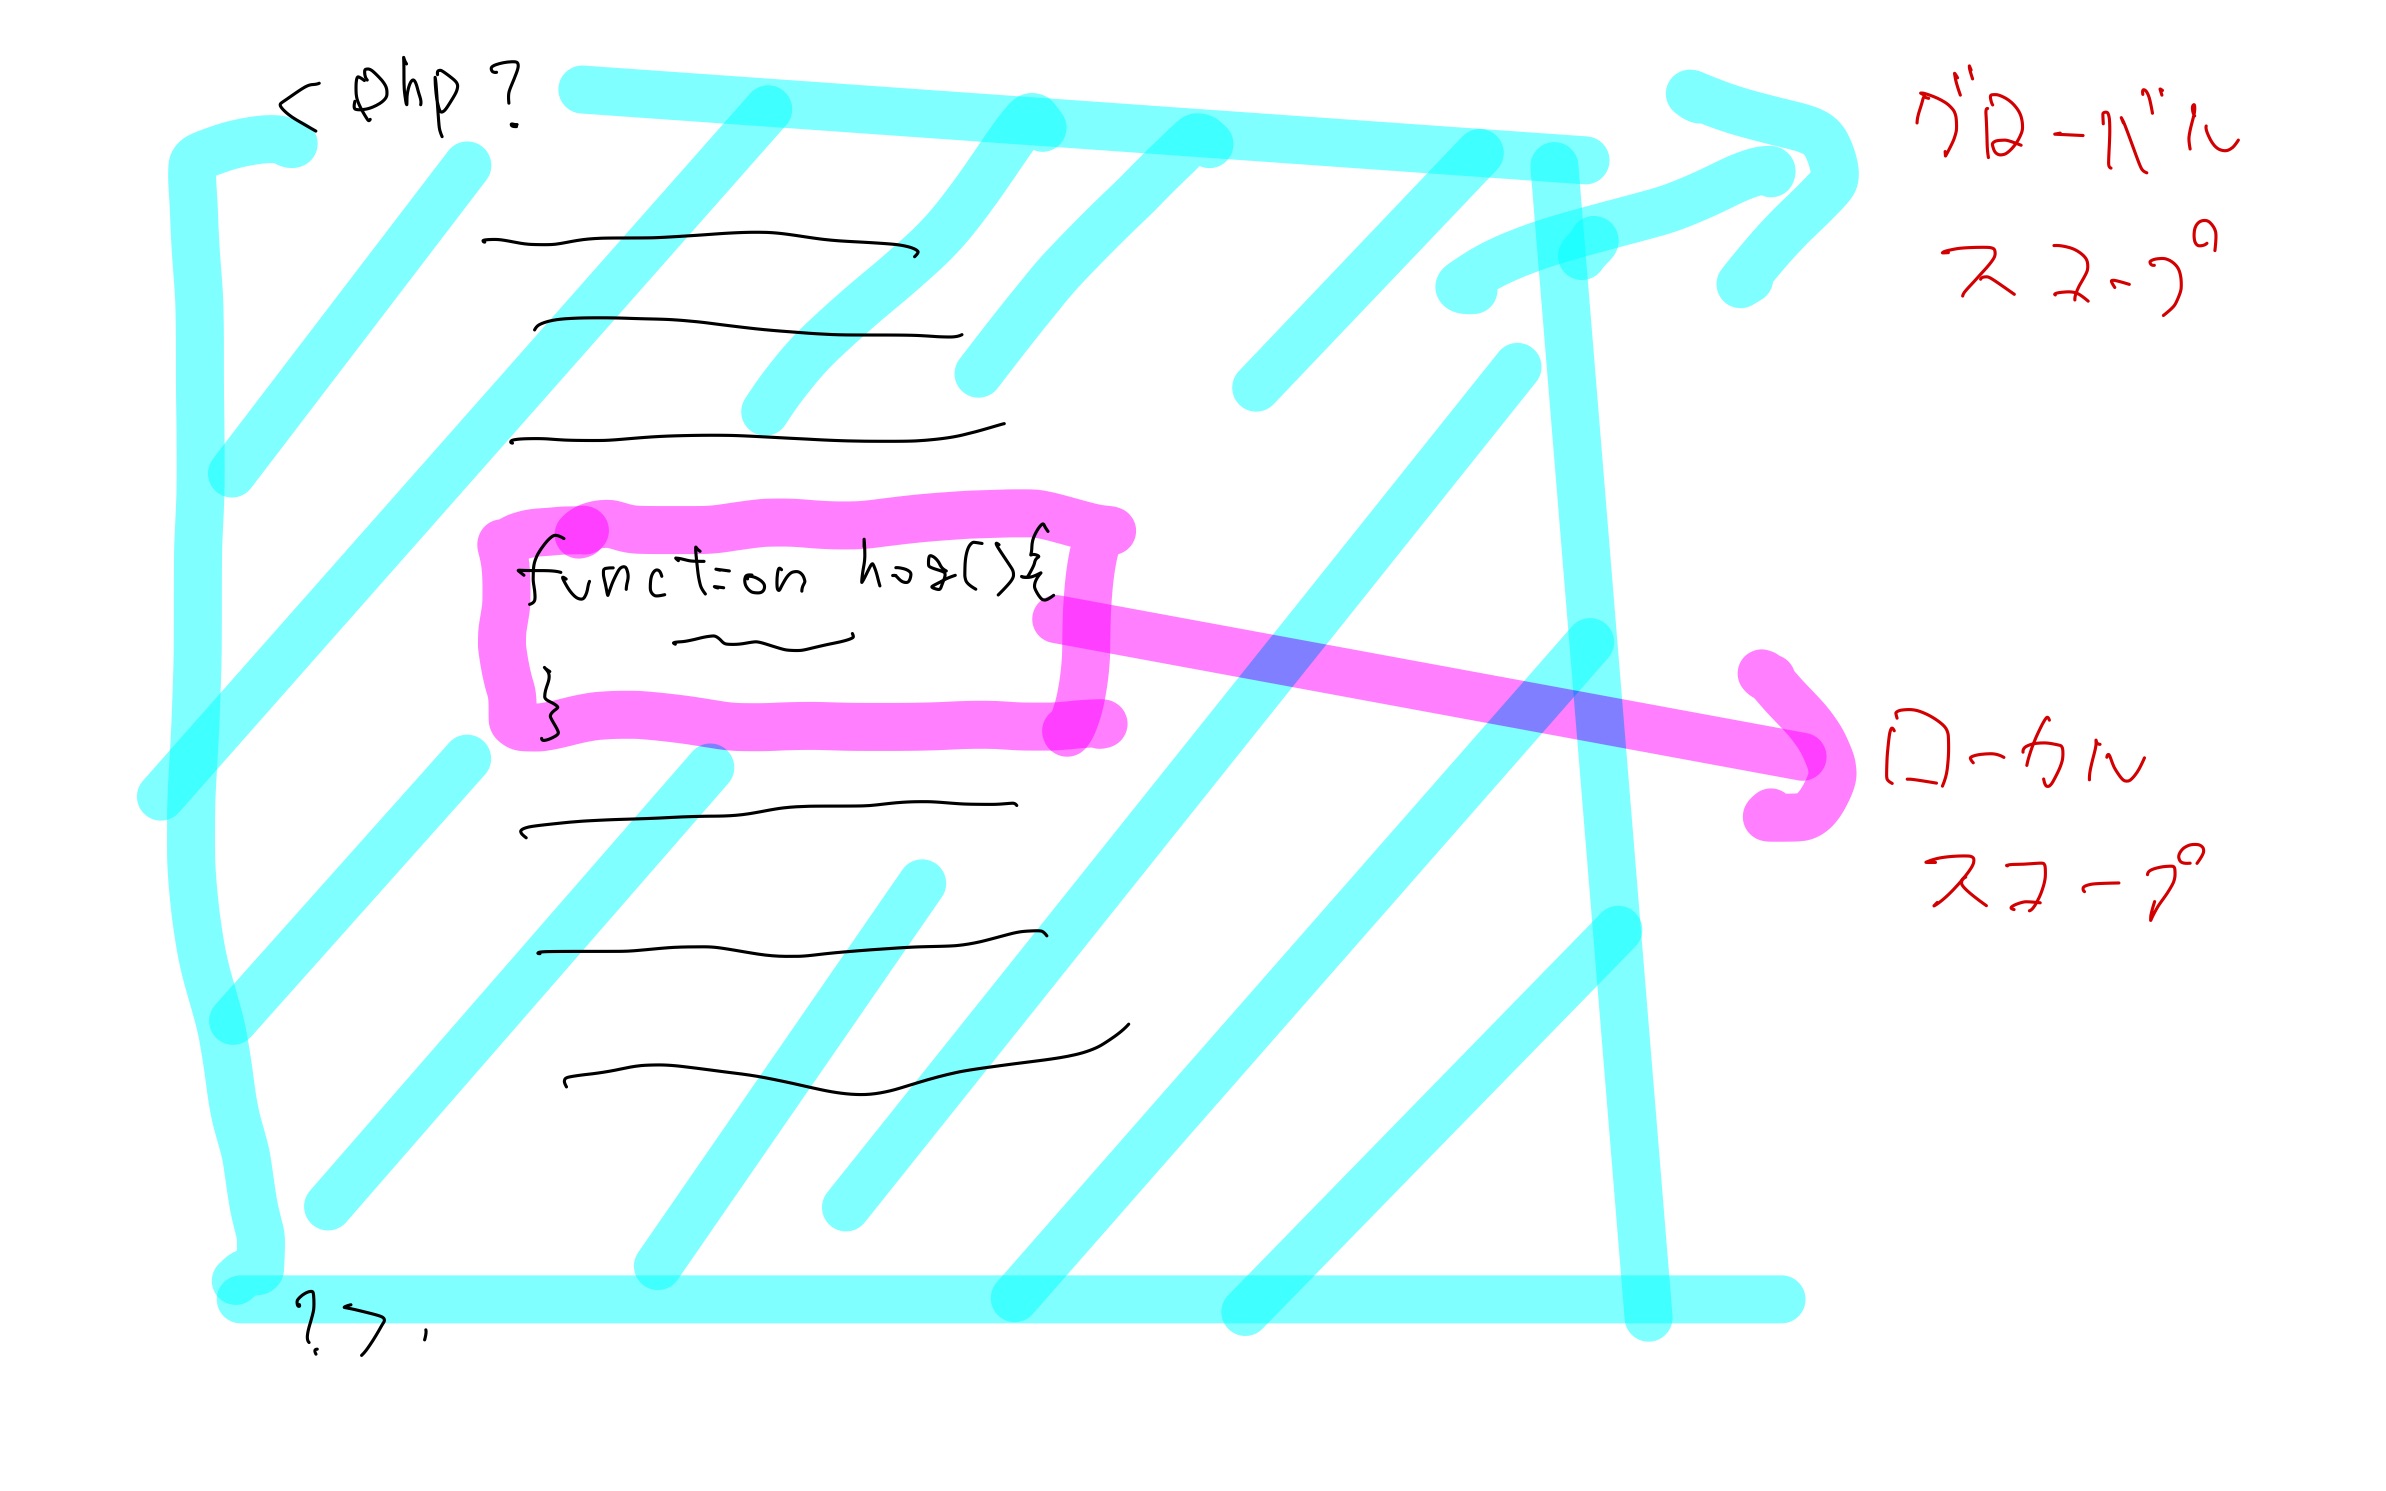 <php?
グローバル
スコープ
function hoge(){
}
ローカル
スコープ
?>